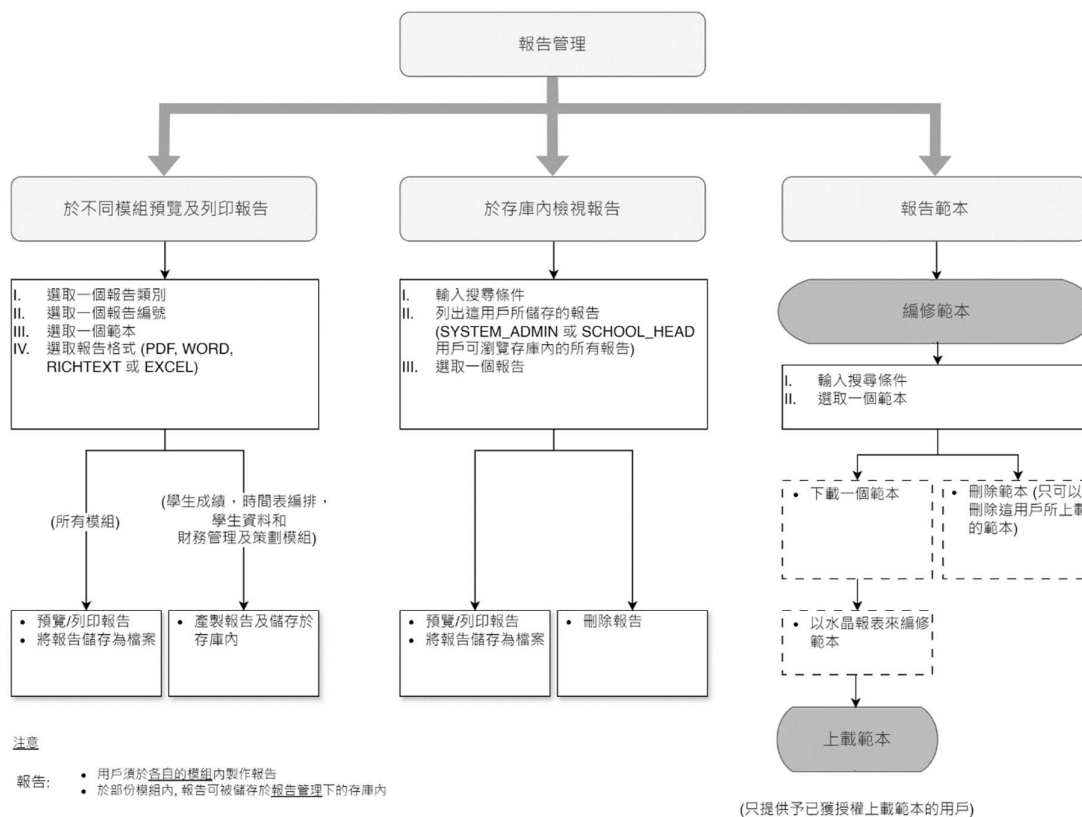 報告管理
於不同模組預覽及列印報告
於存庫內檢視報告
報告範本
I. 選取一個報告類別
II. 選取一個報告編號
III. 選取一個範本
IV. 選取報告格式 (PDF, WORD,
RICHTEXT 或 EXCEL)
I. 輸入搜尋條件
II. 列出這用戶所儲存的報告
(SYSTEM_ADMIN 或 SCHOOL_HEAD
用戶可瀏覽存庫內的所有報告)
III. 選取一個報告
編修範本
I. 輸入搜尋條件
II. 選取一個範本
(所有模組)
(學生成績，時間表編排，
學生資料和
財務管理及策劃模組)
• 下載一個範本
• 刪除範本 (只可以
刪除這用戶所上載
的範本)
• 預覽/列印報告
• 將報告儲存為檔案
• 產製報告及儲存於
存庫內
• 預覽/列印報告
• 將報告儲存為檔案
• 刪除報告
• 以水晶報表來編修
範本
上載範本
(只提供予已獲授權上載範本的用戶)
注意
報告:
• 用戶須於各自的模組內製作報告
• 於部份模組內, 報告可被儲存於報告管理下的存庫內